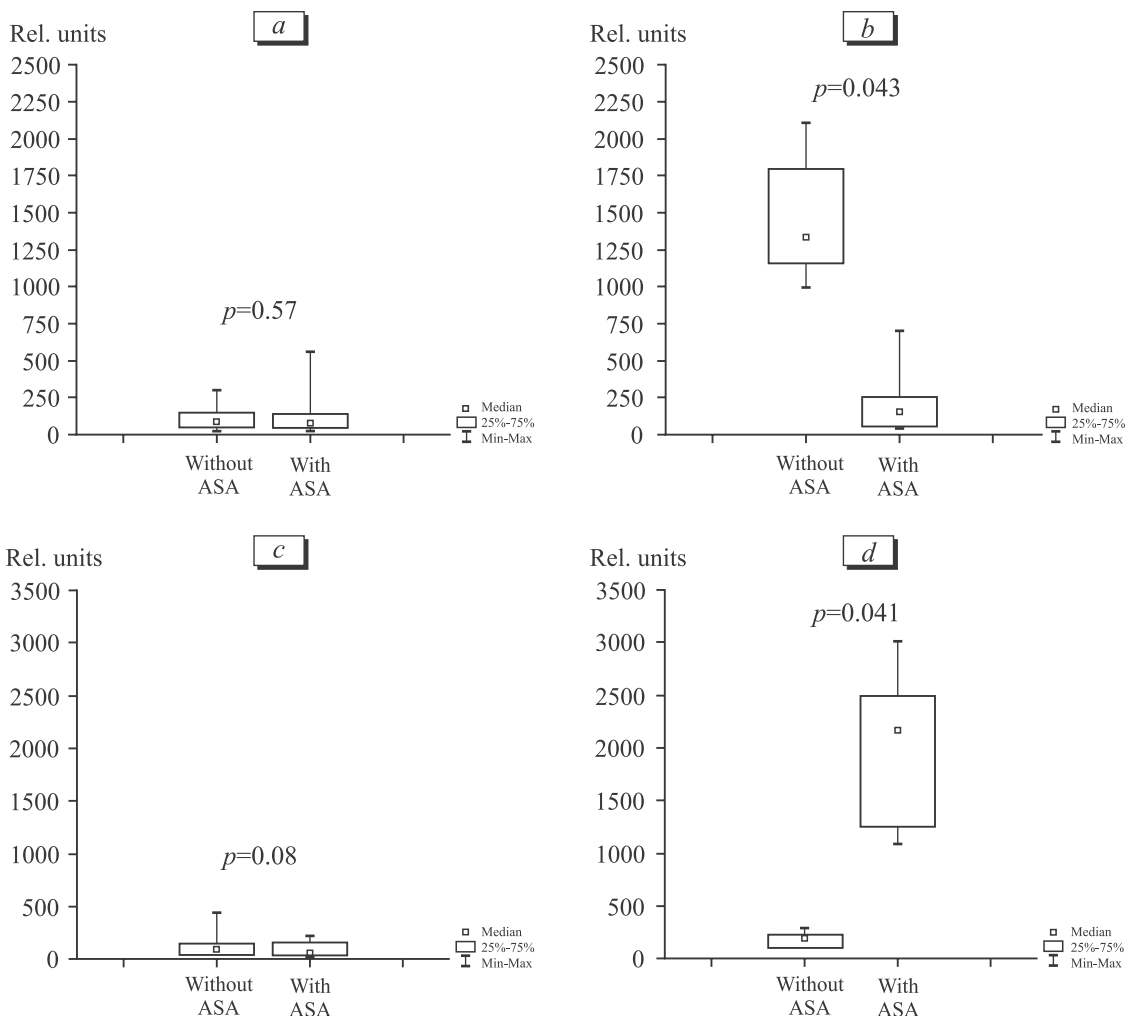 a
Rel. units
2500
2250
2000
1750
1500
1250
1000
750
500
250
0
p=0.57
Median
25%-75%
Min-Max
Without
ASA
With
ASA
b
Rel. units
2500
2250
2000
1750
1500
1250
1000
750
500
250
0
p=0.043
Median
25%-75%
Min-Max
Without
ASA
With
ASA
c
Rel. units
3500
3000
2500
2000
1500
1000
500
0
p=0.08
Median
25%-75%
Min-Max
Without
ASA
With
ASA
d
Rel. units
3500
3000
2500
2000
1500
1000
500
0
p=0.041
Median
25%-75%
Min-Max
Without
ASA
With
ASA